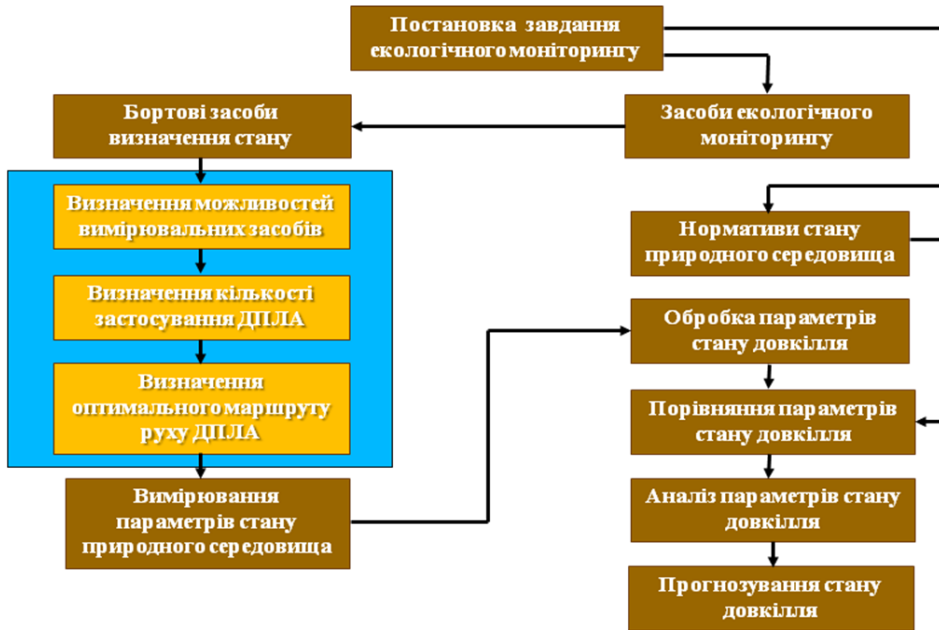 Постановка завдання
екологічного моніторингу
Бортові засоби
визначення стану
Засоби екологічного
моніторингу
Визначення можливостей
вимірювальних засобів
Нормативи стану
природного середовища
Визначення кількості
застосування ДПЛА
Обробка параметрів
стану довкілля
Визначення
оптимального маршруту
руху ДПЛА
Порівняння параметрів
стану довкілля
Вимірювання
параметрів стану
природного середовища
Аналіз параметрів стану
довкілля
Прогнозування стану
довкілля